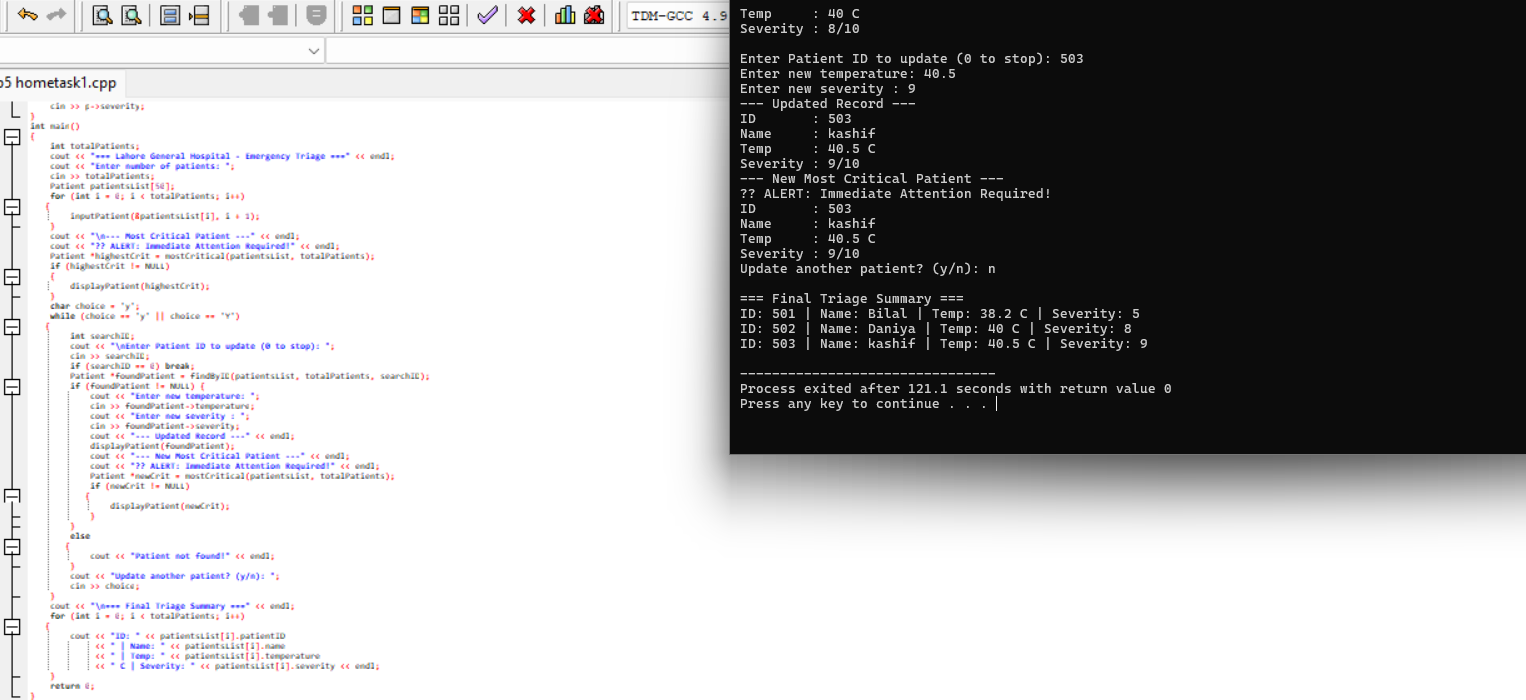 TDM-GCC 4.9
5 hometask1.cpp
cin >> p->severity;
}
int main()
{
int totalPatients;
cout << "=== Lahore General Hospital - Emergency Triage ===" << endl;
cout << "Enter number of patients: ";
cin >> totalPatients;
Patient patientsList[50];
for (int i = 0; i < totalPatients; i++)
{
inputPatient(&patientsList[i], i + 1);
}
cout << "\n--- Most Critical Patient ---" << endl;
cout << "?? ALERT: Immediate Attention Required!" << endl;
Patient *highestCrit = mostCritical(patientsList, totalPatients);
if (highestCrit != NULL)
{
displayPatient(highestCrit);
}
char choice = 'y';
while (choice == 'y' || choice == 'Y')
{
int searchID;
cout << "\nEnter Patient ID to update (0 to stop): ";
cin >> searchID;
if (searchID == 0) break;
Patient *foundPatient = findByID(patientsList, totalPatients, searchID);
if (foundPatient != NULL) {
cout << "Enter new temperature: ";
cin >> foundPatient->temperature;
cout << "Enter new severity : ";
cin >> foundPatient->severity;
cout << "--- Updated Record ---" << endl;
displayPatient(foundPatient);
cout << "--- New Most Critical Patient ---" << endl;
cout << "?? ALERT: Immediate Attention Required!" << endl;
Patient *newCrit = mostCritical(patientsList, totalPatients);
if (newCrit != NULL)
{
displayPatient(newCrit);
}
}
else
{
cout << "Patient not found!" << endl;
}
cout << "Update another patient? (y/n): ";
cin >> choice;
}
cout << "\n=== Final Triage Summary ===" << endl;
for (int i = 0; i < totalPatients; i++)
{
cout << "ID: " << patientsList[i].patientID
<< " | Name: " << patientsList[i].name
<< " | Temp: " << patientsList[i].temperature
<< " C | Severity: " << patientsList[i].severity << endl;
}
return 0;
}
Temp : 40 C
Severity : 8/10
Enter Patient ID to update (0 to stop): 503
Enter new temperature: 40.5
Enter new severity : 9
--- Updated Record ---
ID : 503
Name : kashif
Temp : 40.5 C
Severity : 9/10
--- New Most Critical Patient ---
?? ALERT: Immediate Attention Required!
ID : 503
Name : kashif
Temp : 40.5 C
Severity : 9/10
Update another patient? (y/n): n
=== Final Triage Summary ===
ID: 501 | Name: Bilal | Temp: 38.2 C | Severity: 5
ID: 502 | Name: Daniya | Temp: 40 C | Severity: 8
ID: 503 | Name: kashif | Temp: 40.5 C | Severity: 9
--------------------------------
Process exited after 121.1 seconds with return value 0
Press any key to continue . . .